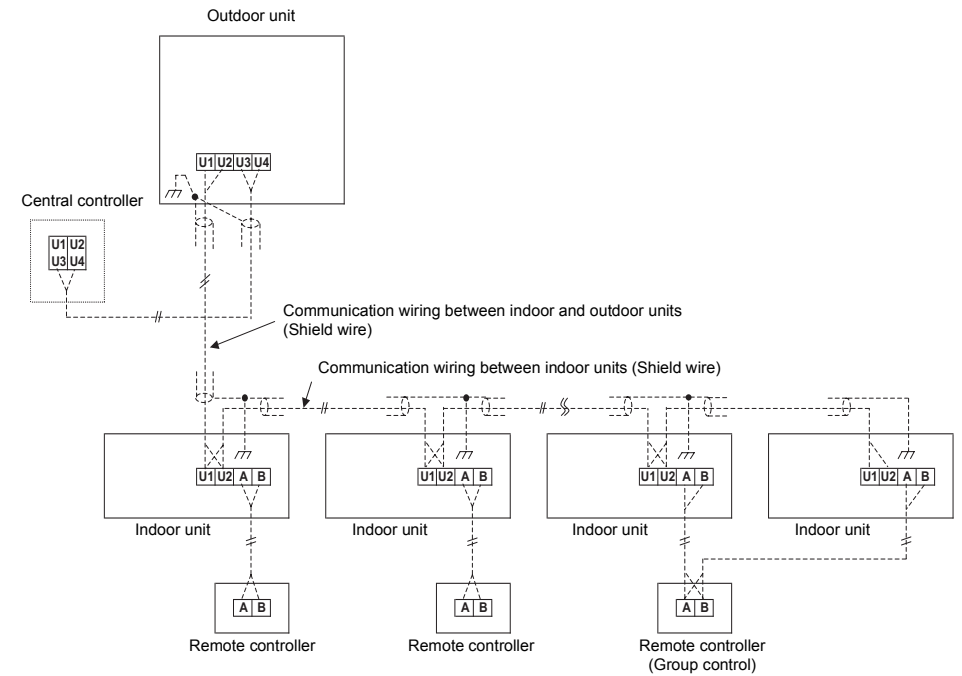 Outdoor unit
U1 U2 U3 U4
Central controller
U1 U2
U3 U4
Communication wiring between indoor and outdoor units
(Shield wire)
Communication wiring between indoor units (Shield wire)
U1 U2 A B
U1 U2 A B
U1 U2 A B
U1 U2 A B
Indoor unit
Indoor unit
Indoor unit
Indoor unit
A B
A B
A B
Remote controller
Remote controller
Remote controller
(Group control)